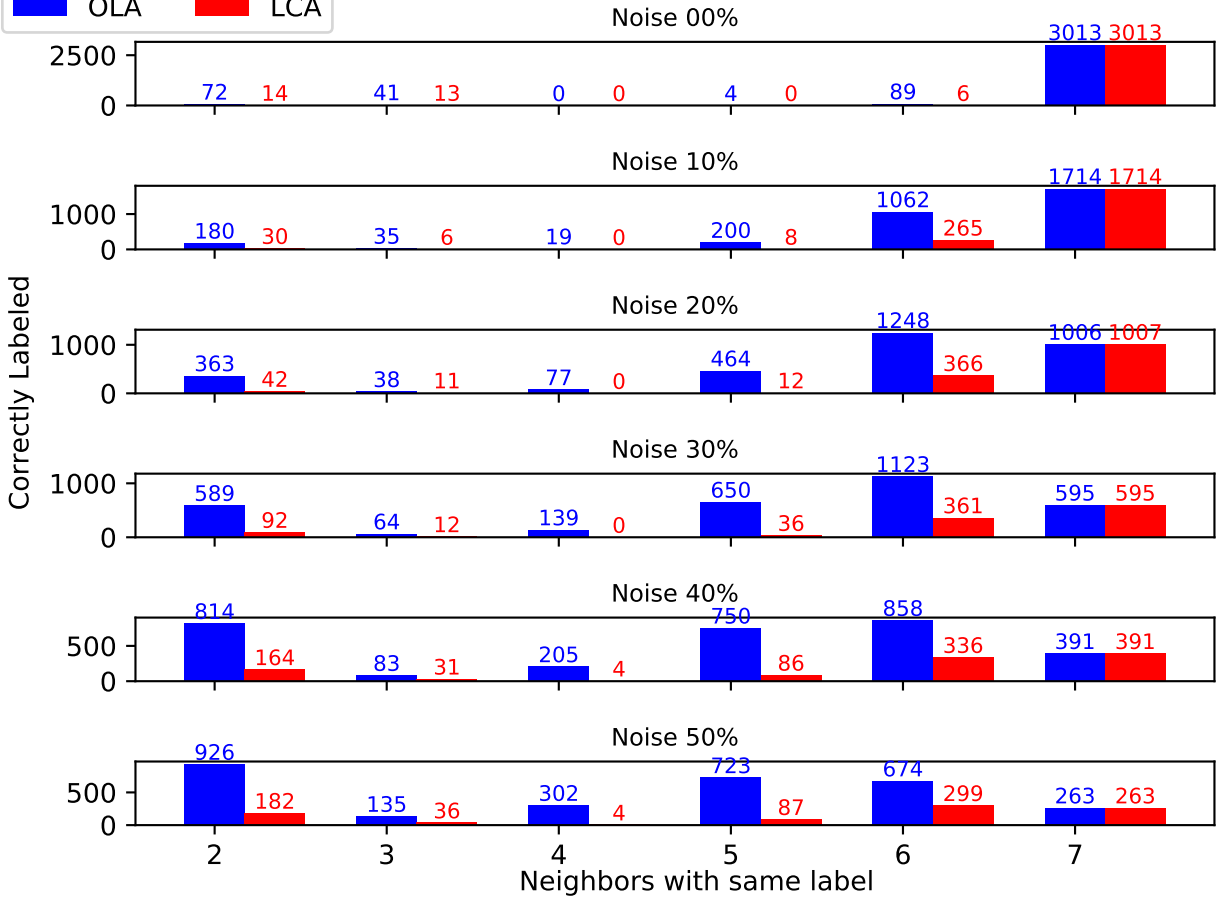 OLA LCA
Noise 00%
2500
0
72 14 41 13 0 0 4 0 89 6 3013 3013
Noise 10%
1000
0
180 30 35 6 19 0 200 8 1062 265 1714 1714
Noise 20%
1000
0
363 42 38 11 77 0 464 12 1248 366 1006 1007
Noise 30%
1000
0
589 92 64 12 139 0 650 36 1123 361 595 595
Noise 40%
500
0
814 164 83 31 205 4 750 86 858 336 391 391
Noise 50%
500
0
926 182 135 36 302 4 723 87 674 299 263 263
2 3 4 5 6 7
Neighbors with same label
Correctly Labeled